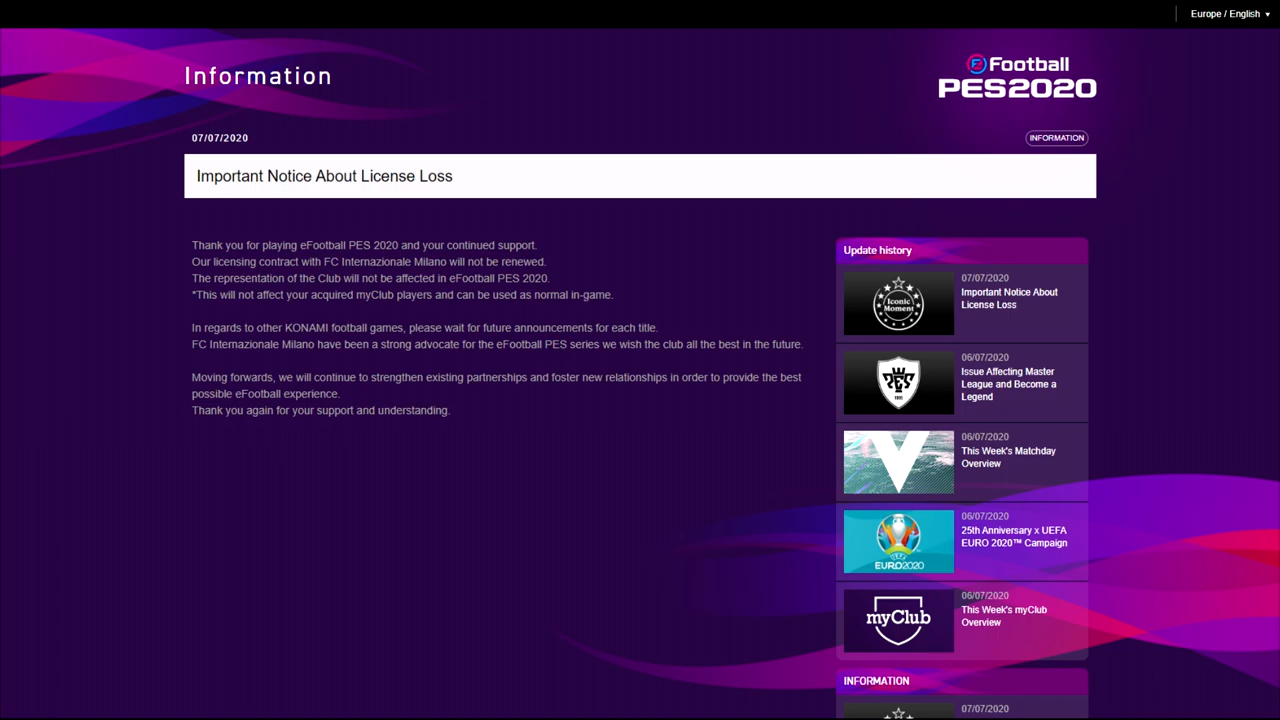 Europe / English
Information
eFootball
PES2020
07/07/2020
INFORMATION
Important Notice About License Loss
Thank you for playing eFootball PES 2020 and your continued support.
Our licensing contract with FC Internazionale Milano will not be renewed.
The representation of the Club will not be affected in eFootball PES 2020.
*This will not affect your acquired myClub players and can be used as normal in-game.
In regards to other KONAMI football games, please wait for future announcements for each title.
FC Internazionale Milano have been a strong advocate for the eFootball PES series we wish the club all the best in the future.
Moving forwards, we will continue to strengthen existing partnerships and foster new relationships in order to provide the best
possible eFootball experience.
Thank you again for your support and understanding.
Update history
Iconic
Moment
07/07/2020
Important Notice About
License Loss
PES
1995
06/07/2020
Issue Affecting Master
League and Become a
Legend
06/07/2020
This Week's Matchday
Overview
UEFA
EURO2020
06/07/2020
25th Anniversary x UEFA
EURO 2020™ Campaign
myClub
06/07/2020
This Week's myClub
Overview
INFORMATION
07/07/2020